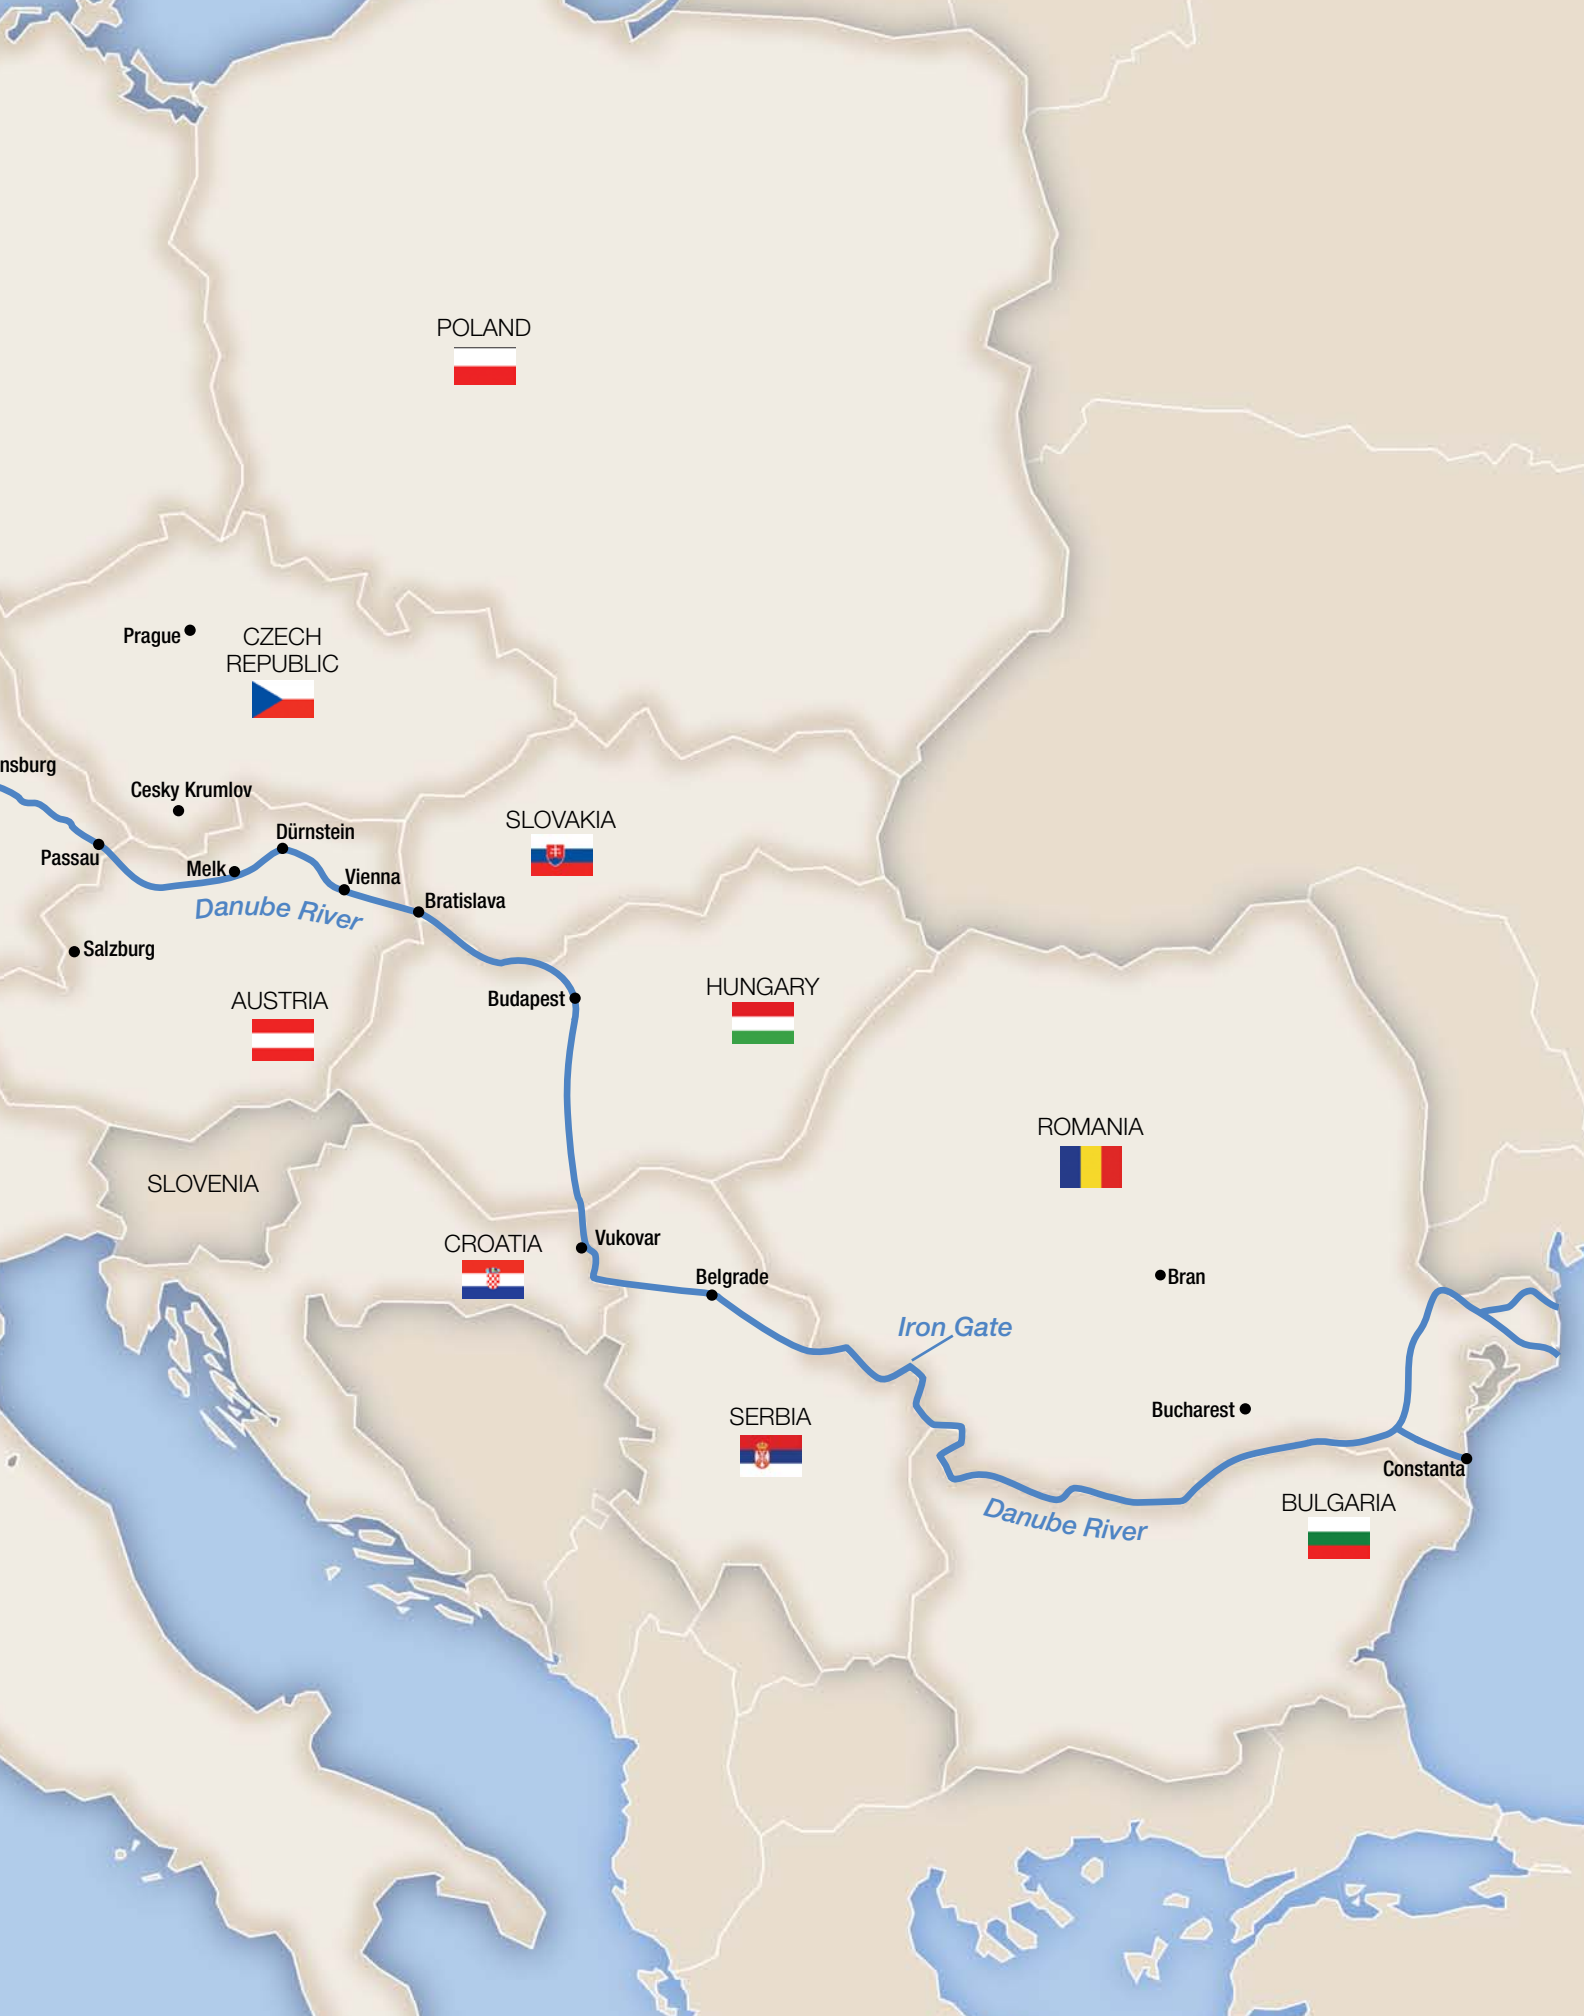 POLAND
Prague
CZECH
REPUBLIC
nsburg
Cesky Krumlov
SLOVAKIA
Dürnstein
Passau
Melk
Vienna
Bratislava
Danube River
Salzburg
HUNGARY
Budapest
AUSTRIA
ROMANIA
SLOVENIA
Vukovar
CROATIA
Belgrade
Bran
Iron Gate
SERBIA
Bucharest
Constanta
BULGARIA
Danube River